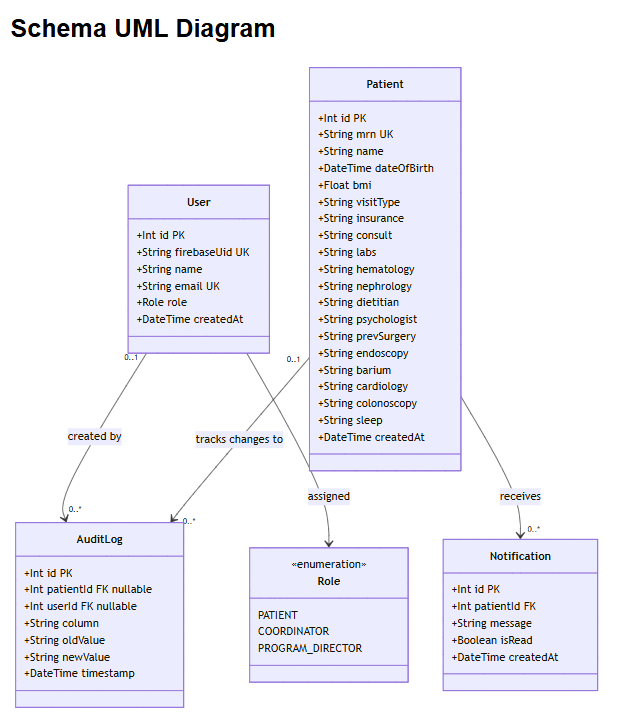 Schema UML Diagram
Patient
+Int id PK
+String mrn UK
+String name
+DateTime dateOfBirth
+Float bmi
+String visitType
+String insurance
+String consult
+String labs
+String hematology
+String nephrology
+String dietitian
+String psychologist
+String prevSurgery
+String endoscopy
+String barium
+String cardiology
+String colonoscopy
+String sleep
+DateTime createdAt
User
+Int id PK
+String firebaseUid UK
+String name
+String email UK
+Role role
+DateTime createdAt
0..1
0..1
created by
tracks changes to
assigned
receives
0..*
0..*
0..*
AuditLog
+Int id PK
+Int patientId FK nullable
+Int userId FK nullable
+String column
+String oldValue
+String newValue
+DateTime timestamp
«enumeration»
Role
PATIENT
COORDINATOR
PROGRAM_DIRECTOR
Notification
+Int id PK
+Int patientId FK
+String message
+Boolean isRead
+DateTime createdAt